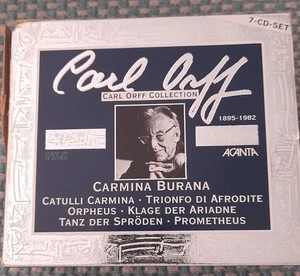 7-CD-SET
Carl Orff
CARL ORFF COLLECTION
1895-1982
ACANTA
CARMINA BURANA
CATULLI CARMINA · TRIONFO DI AFRODITE
ORPHEUS · KLAGE DER ARIADNE
TANZ DER SPRÖDEN · PROMETHEUS